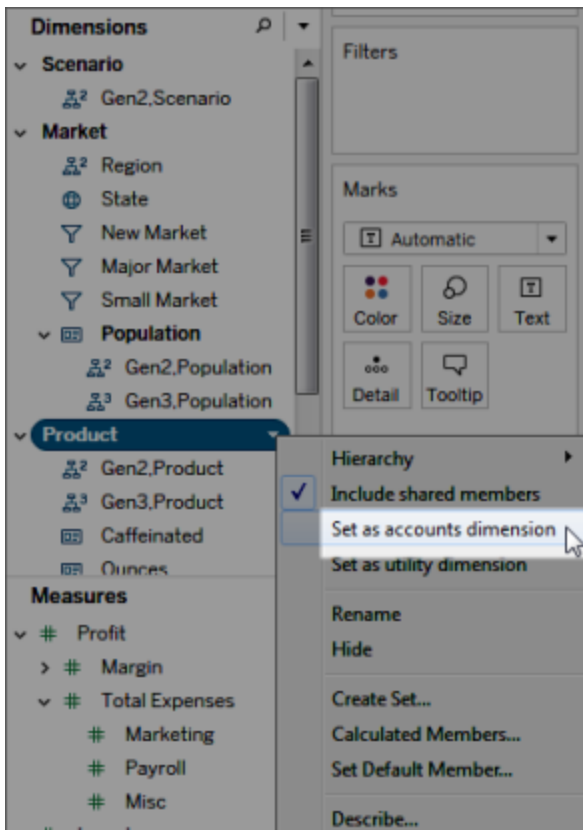 Dimensions
Scenario
Gen2,Scenario
Market
Region
State
New Market
Major Market
Small Market
Population
Gen2,Population
Gen3,Population
Product
Gen2,Product
Gen3,Product
Caffeinated
Ounces
Measures
Profit
Margin
Total Expenses
Marketing
Payroll
Misc
Filters
Marks
Automatic
Color Size Text
Detail Tooltip
Hierarchy
Include shared members
Set as accounts dimension
Set as utility dimension
Rename
Hide
Create Set...
Calculated Members...
Set Default Member...
Describe...